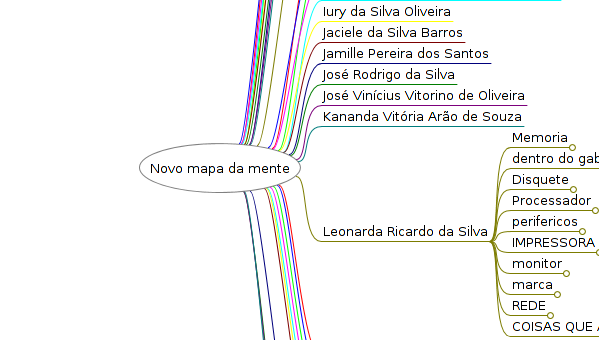 Iury da Silva Oliveira
Jaciele da Silva Barros
Jamille Pereira dos Santos
José Rodrigo da Silva
José Vinícius Vitorino de Oliveira
Kananda Vitória Arão de Souza
Novo mapa da mente
Leonarda Ricardo da Silva
Memoria
dentro do gab
Disquete
Processador
perifericos
IMPRESSORA
monitor
marca
REDE
COISAS QUE